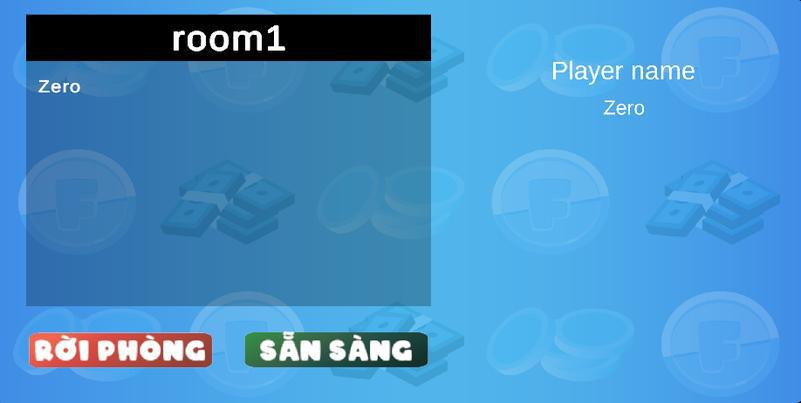 room1
Zero
Player name
Zero
RỜI PHÒNG
SẴN SÀNG